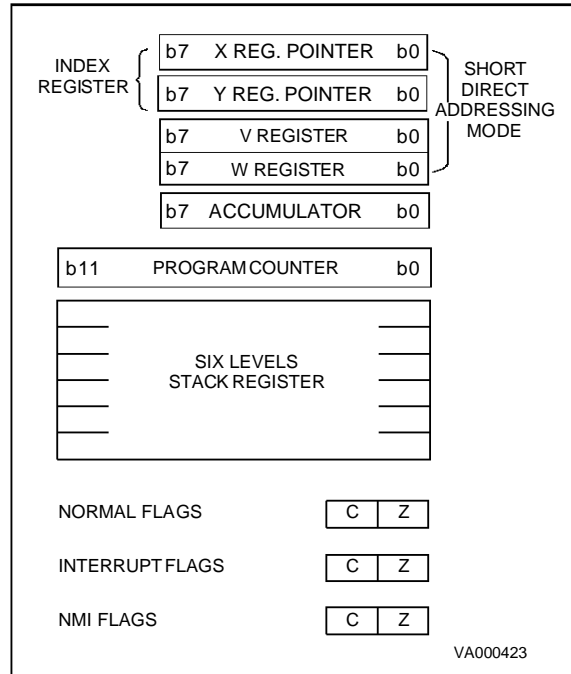 INDEX
REGISTER
b7 X REG. POINTER b0
b7 Y REG. POINTER b0
b7 V REGISTER b0
b7 W REGISTER b0
SHORT
DIRECT
ADDRESSING
MODE
b7 ACCUMULATOR b0
b11 PROGRAM COUNTER b0
SIX LEVELS
STACK REGISTER
NORMAL FLAGS C Z
INTERRUPT FLAGS C Z
NMI FLAGS C Z
VA000423